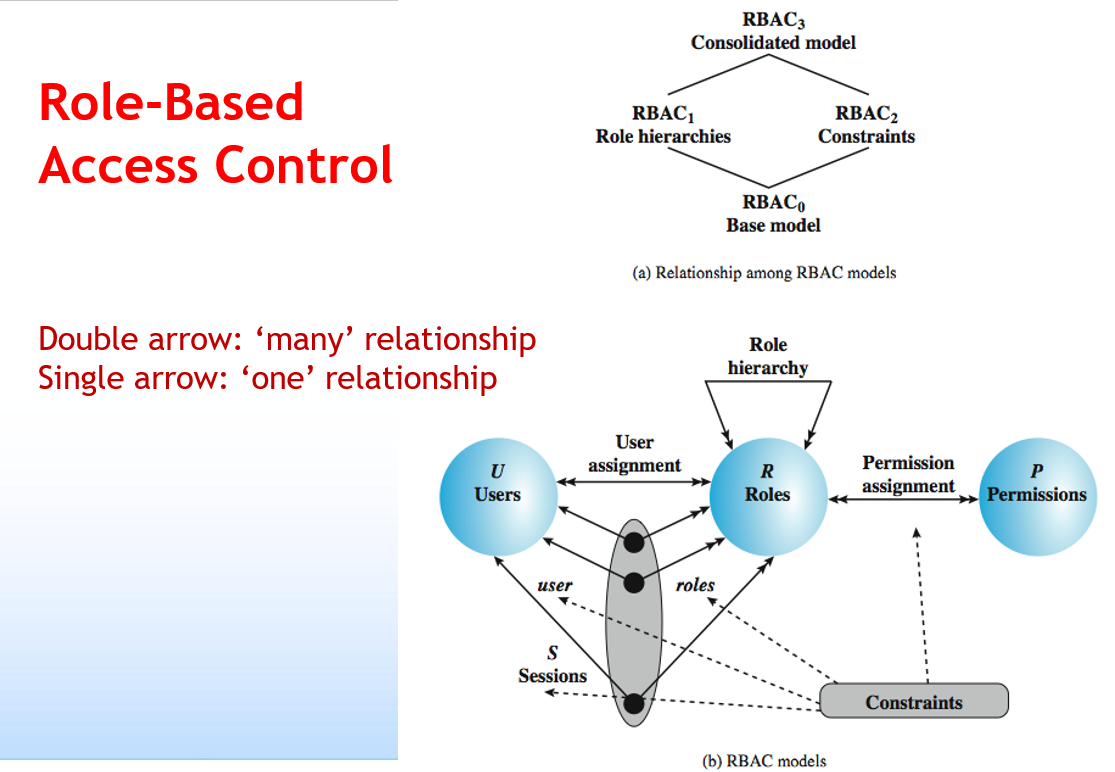 Role-Based
Access Control
Double arrow: ‘many’ relationship
Single arrow: ‘one’ relationship
RBAC₃
Consolidated model
RBAC₁
Role hierarchies
RBAC₂
Constraints
RBAC₀
Base model
(a) Relationship among RBAC models
Role
hierarchy
User
assignment
Permission
assignment
U
Users
R
Roles
P
Permissions
user
roles
S
Sessions
Constraints
(b) RBAC models